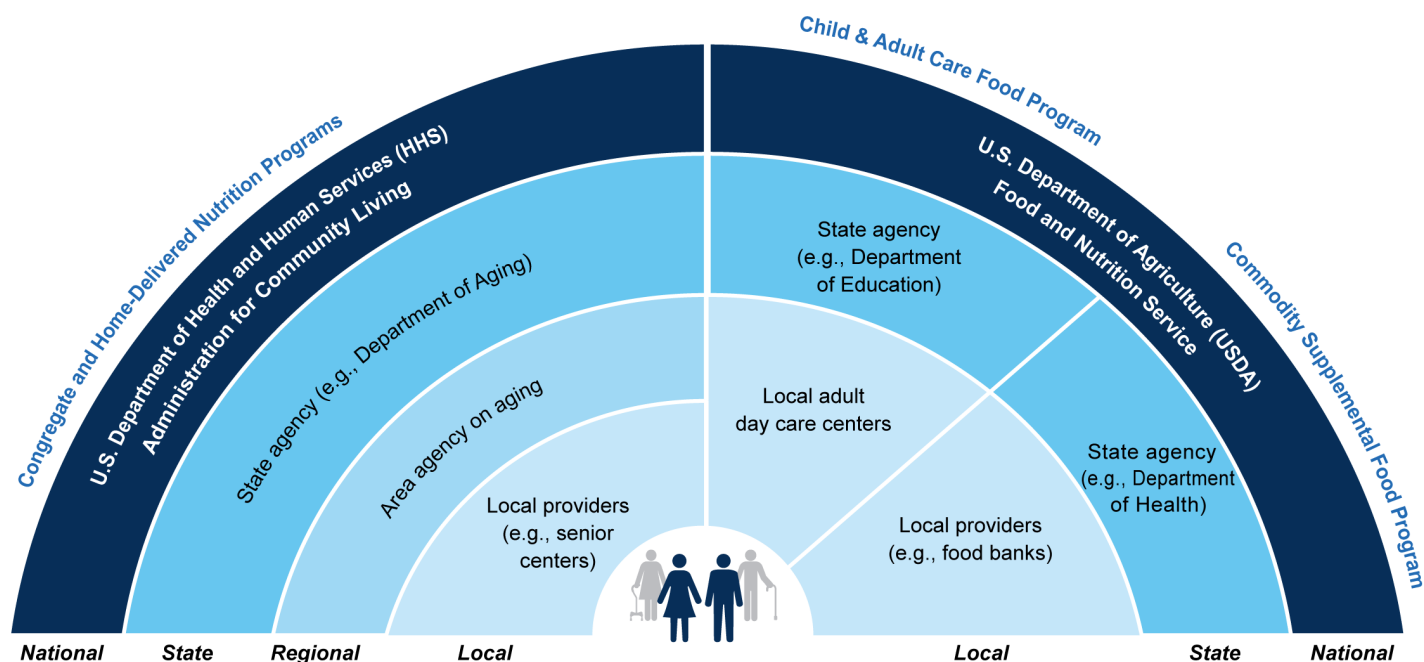 Congregate and Home-Delivered Nutrition Programs
U.S. Department of Health and Human Services (HHS)
Administration for Community Living
State agency (e.g., Department of Aging)
Area agency on aging
Local providers
(e.g., senior
centers)
Child & Adult Care Food Program
Commodity Supplemental Food Program
U.S. Department of Agriculture (USDA)
Food and Nutrition Service
State agency
(e.g., Department
of Education)
Local adult
day care centers
State agency
(e.g., Department
of Health)
Local providers
(e.g., food banks)
National State Regional Local Local State National